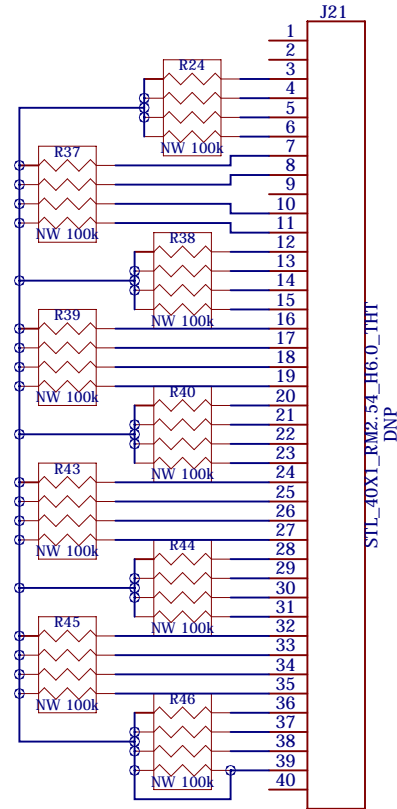 J21
1
2
R24
3
4
5
6
NW 100k
R37
7
8
9
10
11
NW 100k
R38
12
13
14
15
NW 100k
R39
16
17
18
19
NW 100k
R40
20
21
22
23
NW 100k
R43
24
25
26
27
NW 100k
R44
28
29
30
31
NW 100k
R45
32
33
34
35
NW 100k
R46
36
37
38
39
40
NW 100k
STL_40X1_RM2.54_H6.0_THT
DNP